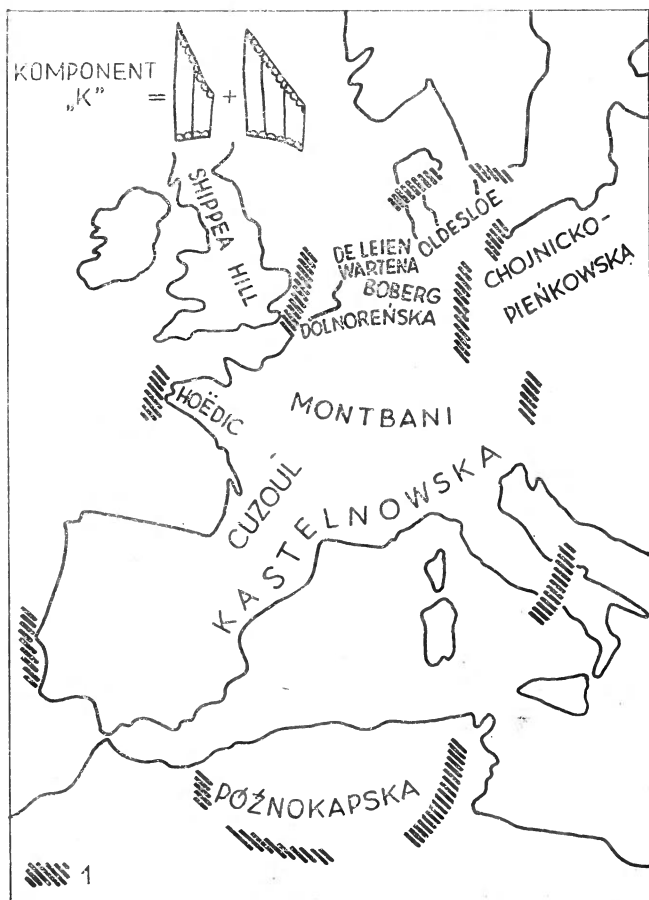 KOMPONENT
„K” = +
SHIPPEA HILL
DE LEIEN
WARTENA
OLDESLOE
BOBERG
DOLNOREŃSKA
CHOJNICKO-
PIEŃKOWSKA
HOËDIC
MONTBANI
CUZOUL
KASTELNOWSKA
PÓŹNOKAPSKA
1